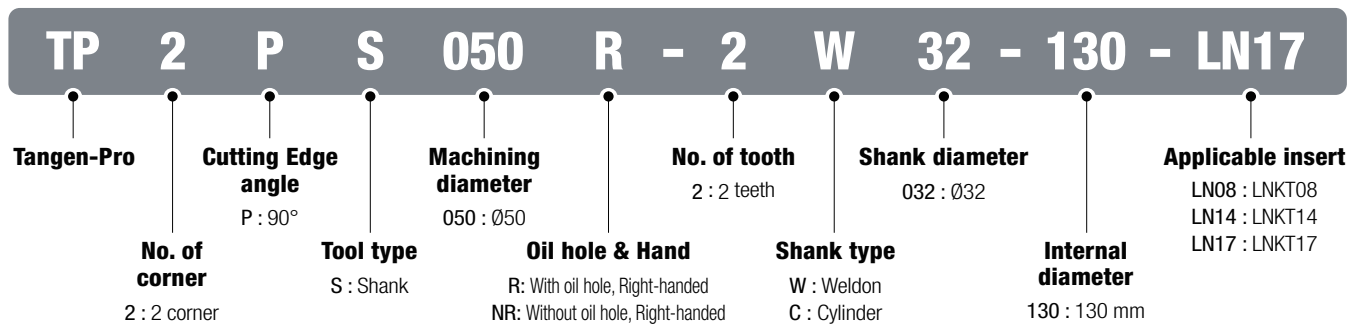 TP 2 P S 050 R - 2 W 32 - 130 - LN17
Tangen-Pro
No. of
corner
2 : 2 corner
Cutting Edge
angle
P : 90°
Tool type
S : Shank
Machining
diameter
050 : Ø50
Oil hole & Hand
R: With oil hole, Right-handed
NR: Without oil hole, Right-handed
No. of tooth
2 : 2 teeth
Shank type
W : Weldon
C : Cylinder
Shank diameter
032 : Ø32
Internal
diameter
130 : 130 mm
Applicable insert
LN08 : LNKT08
LN14 : LNKT14
LN17 : LNKT17